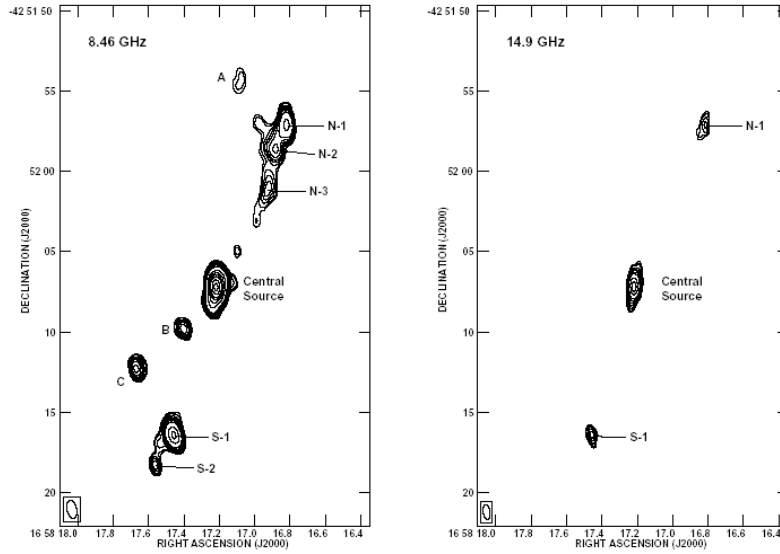 -42 51 50
8.46 GHz
A
55
N-1
N-2
52 00
N-3
DECLINATION (J2000)
05
Central
Source
B
10
C
15
S-1
S-2
20
16 58 18.0 17.8 17.6 17.4 17.2 17.0 16.8 16.6 16.4
RIGHT ASCENSION (J2000)
-42 51 50
14.9 GHz
55
N-1
52 00
DECLINATION (J2000)
05
Central
Source
10
15
S-1
20
16 58 18.0 17.8 17.6 17.4 17.2 17.0 16.8 16.6 16.4
RIGHT ASCENSION (J2000)